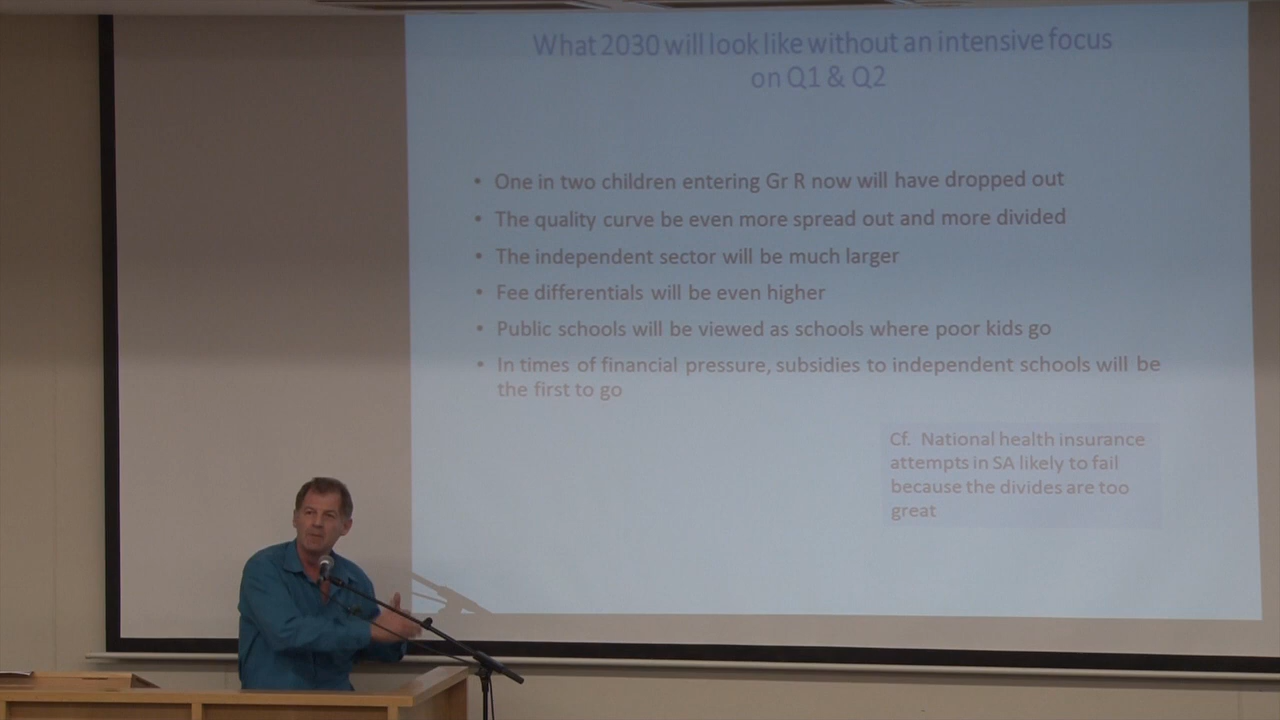 What 2030 will look like without an intensive focus
on Q1 & Q2
• One in two children entering Gr R now will have dropped out
• The quality curve be even more spread out and more divided
• The independent sector will be much larger
• Fee differentials will be even higher
• Public schools will be viewed as schools where poor kids go
• In times of financial pressure, subsidies to independent schools will be
the first to go
Cf. National health insurance
attempts in SA likely to fail
because the divides are too
great